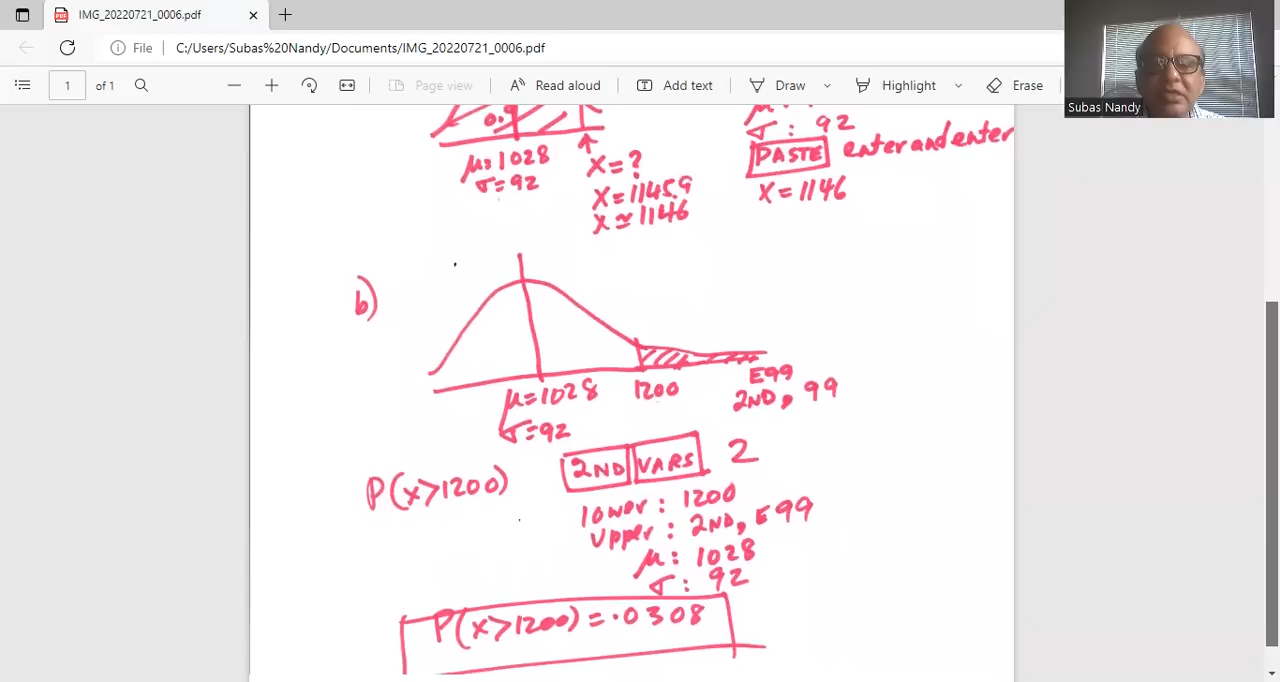 IMG_20220721_0006.pdf
File
C:/Users/Subas%20Nandy/Documents/IMG_20220721_0006.pdf
1 of 1
Page view
Read aloud
Add text
Draw
Highlight
Erase
Subas Nandy
0.9
μ=1028
σ=92
X=?
X=1145.9
X≃1146
σ: 92
PASTE enter and enter
X=1146
b)
μ=1028
σ=92
1200
E99
2ND, 99
P(x>1200)
2ND VARS 2
lower: 1200
Upper: 2ND, E99
μ: 1028
σ: 92
P(x>1200)=.0308